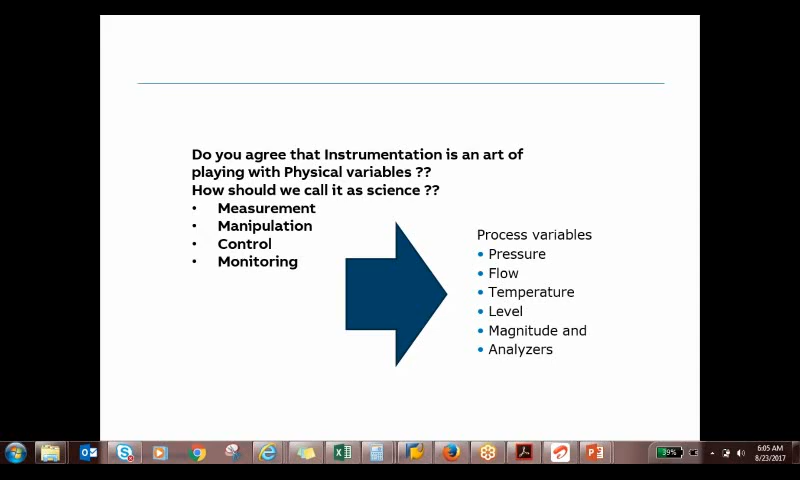 Do you agree that Instrumentation is an art of
playing with Physical variables ??
How should we call it as science ??
• Measurement
• Manipulation
• Control
• Monitoring
Process variables
• Pressure
• Flow
• Temperature
• Level
• Magnitude and
• Analyzers
39%
6:05 AM
8/23/2017